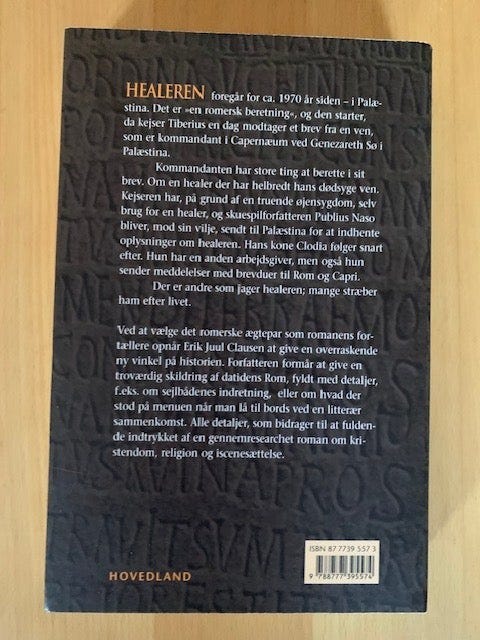 HEALEREN foregår for ca. 1970 år siden – i Palæ-
stina. Det er »en romersk beretning«, og den starter,
da kejser Tiberius en dag modtager et brev fra en ven,
som er kommandant i Capernæum ved Genezareth Sø i
Palæstina.
Kommandanten har store ting at berette i sit
brev. Om en healer der har helbredt hans dødsyge ven.
Kejseren har, på grund af en truende øjensygdom, selv
brug for en healer, og skuespilforfatteren Publius Naso
bliver, mod sin vilje, sendt til Palæstina for at indhente
oplysninger om healeren. Hans kone Clodia følger snart
efter. Hun har en anden arbejdsgiver, men også hun
sender meddelelser med brevduer til Rom og Capri.
Der er andre som jager healeren; mange stræber
ham efter livet.
Ved at vælge det romerske ægtepar som romanens for-
tællere opnår Erik Juul Clausen at give en overraskende
ny vinkel på historien. Forfatteren formår at give en
troværdig skildring af datidens Rom, fyldt med detaljer,
f.eks. om sejlbådenes indretning, eller om hvad der
stod på menuen når man lå til bords ved en litterær
sammenkomst. Alle detaljer, som bidrager til at fulden-
de indtrykket af en gennemresearchet roman om kri-
stendom, religion og iscenesættelse.
ISBN 87 7739 557 3
9 788777 395574
HOVEDLAND